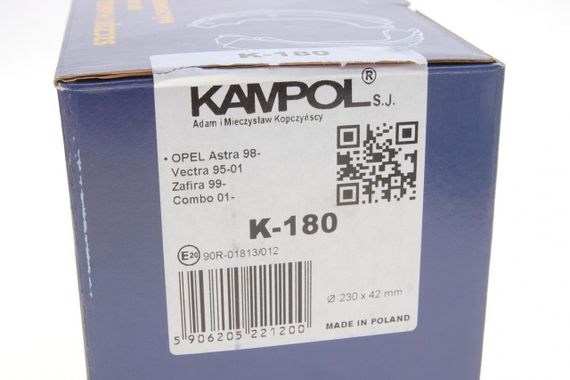 K-180
KAMPOL® S.J.
Adam i Mieczysław Kopczyńscy
• OPEL Astra 98-
Vectra 95-01
Zafira 99-
Combo 01-
K-180
E20 90R-01813/012
Ø 230 x 42 mm
5 906205 221200
MADE IN POLAND